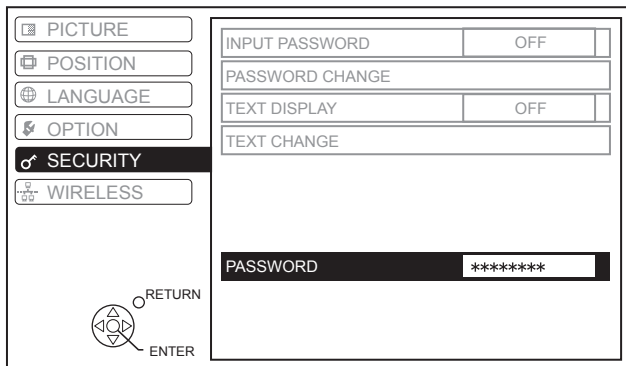 PICTURE
POSITION
LANGUAGE
OPTION
SECURITY
WIRELESS
RETURN
ENTER
INPUT PASSWORD OFF
PASSWORD CHANGE
TEXT DISPLAY OFF
TEXT CHANGE
PASSWORD ********